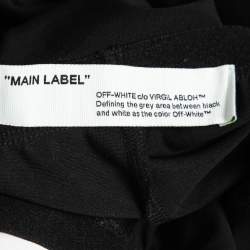 "MAIN LABEL"
OFF-WHITE c/o VIRGIL ABLOH™
Defining the grey area between black
and white as the color Off-White™